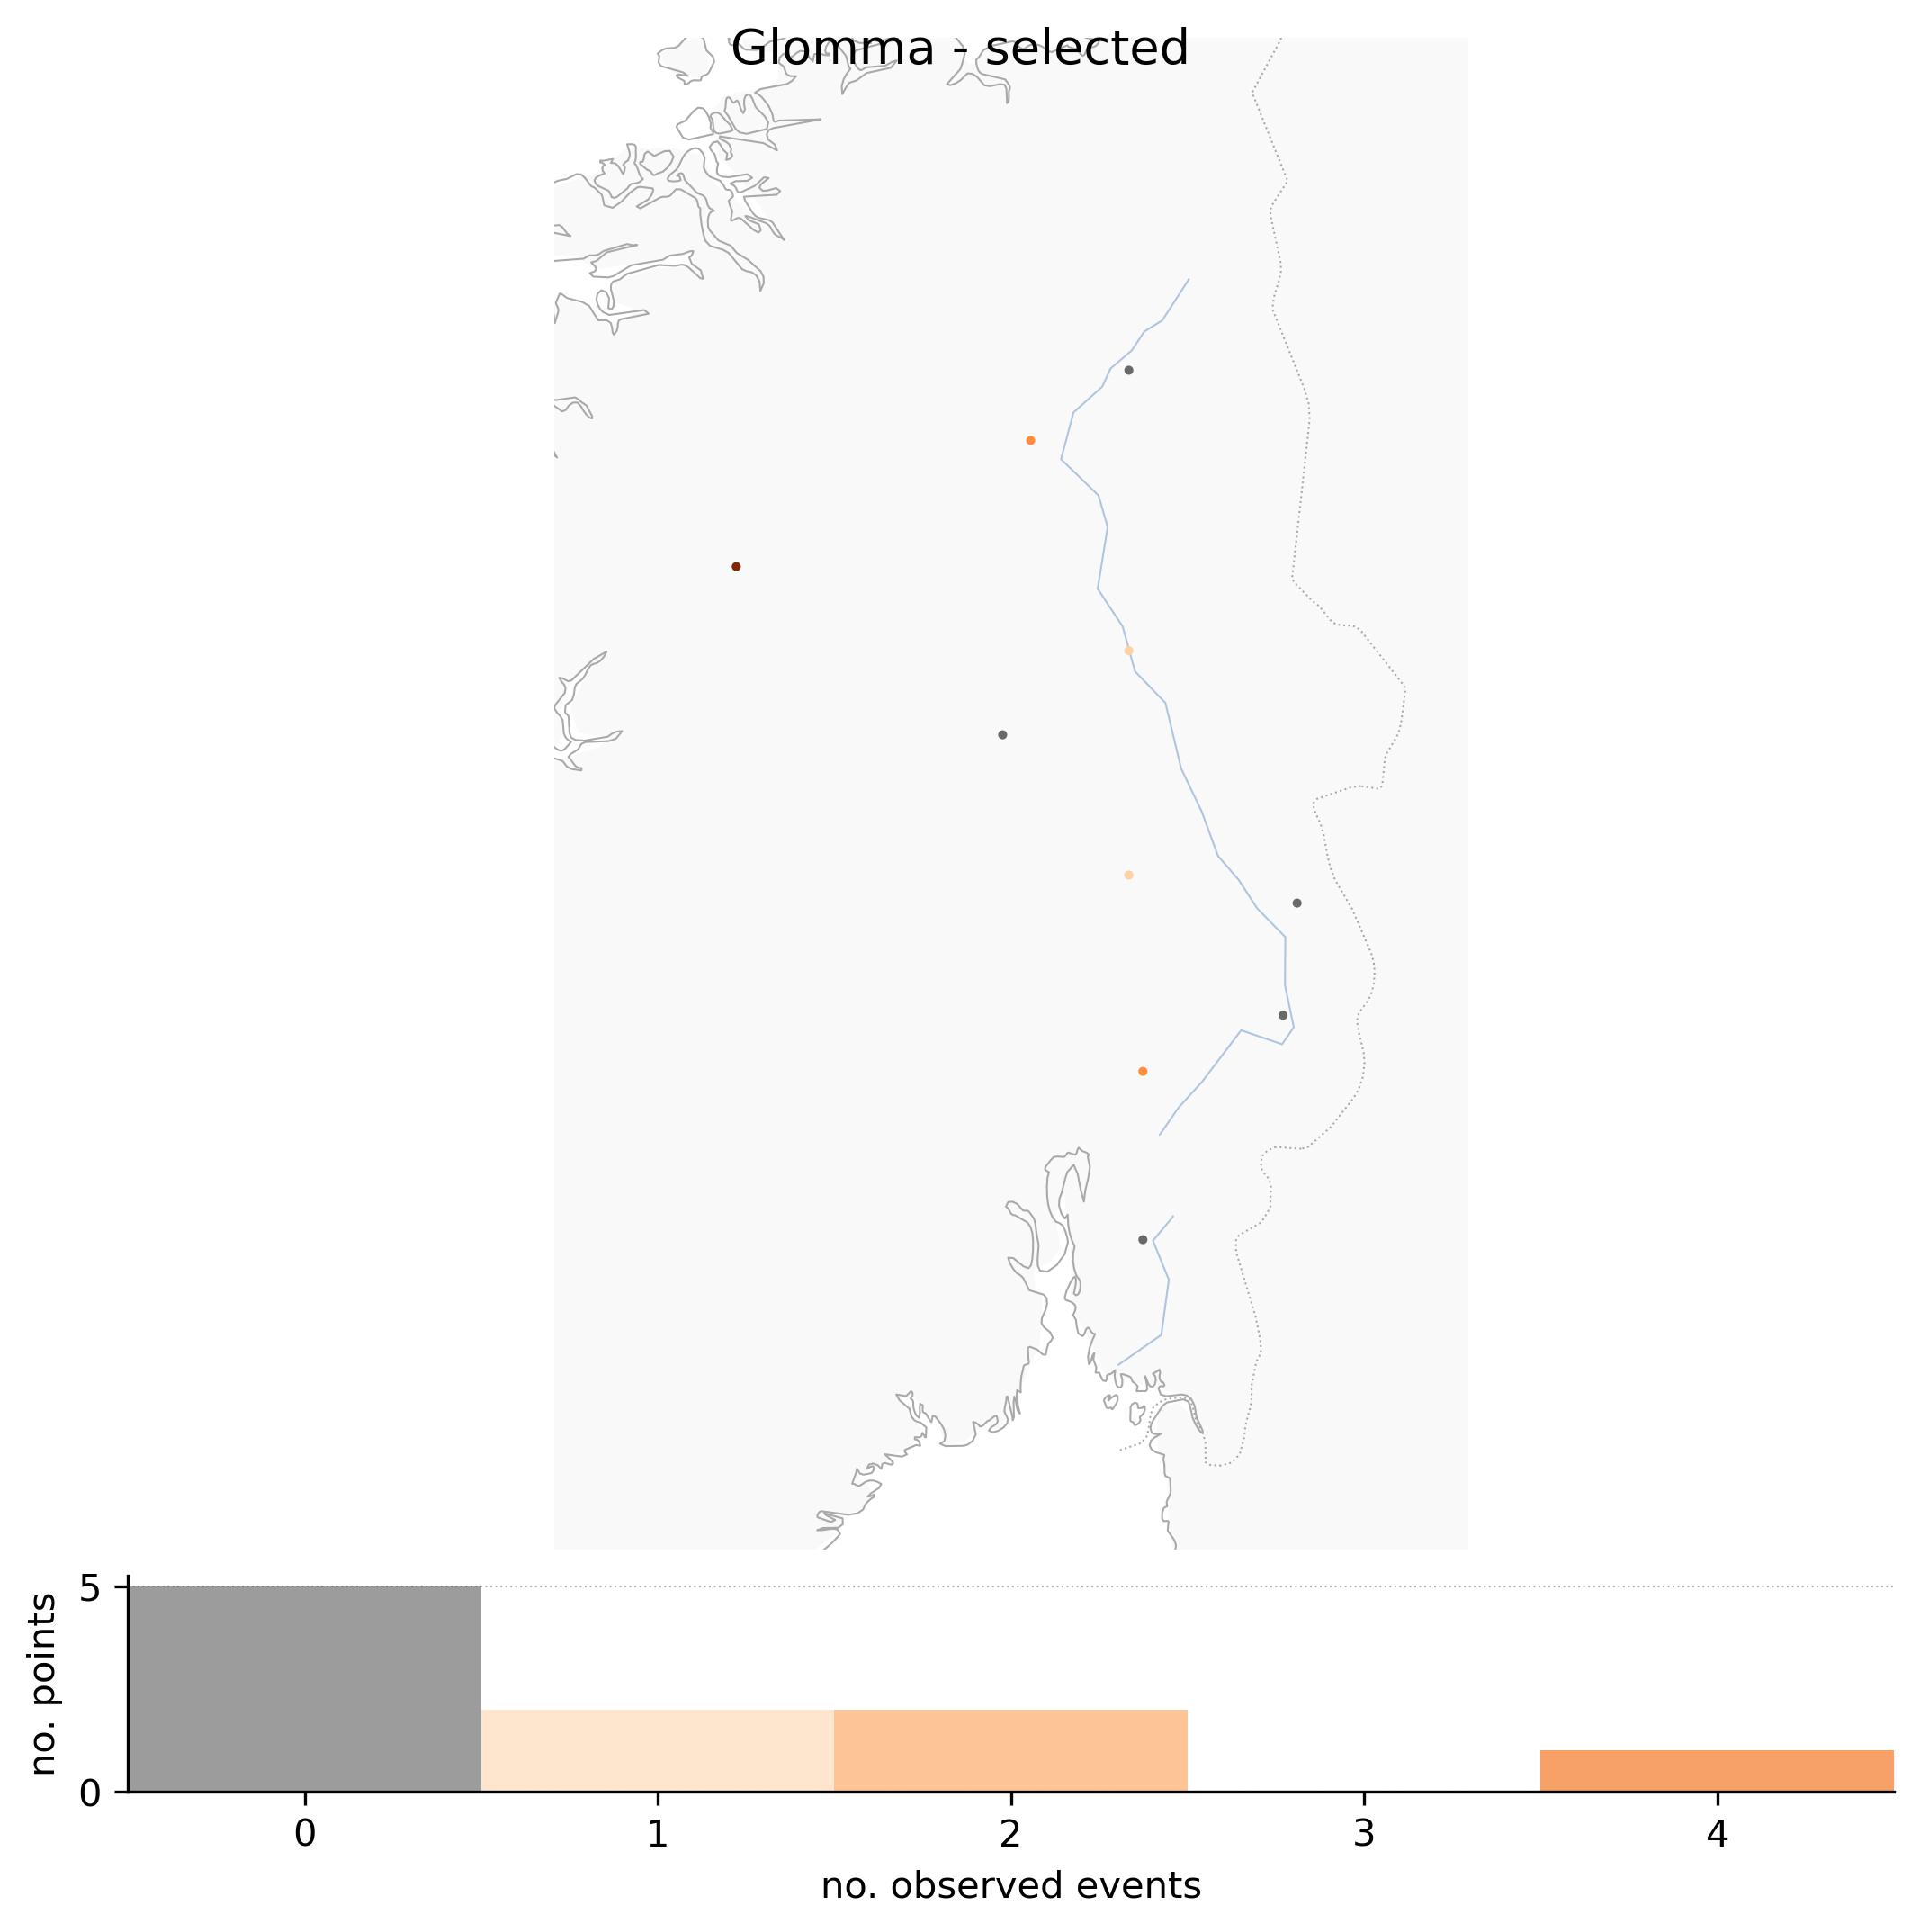 Glomma - selected
5
0
no. points
0 1 2 3 4
no. observed events